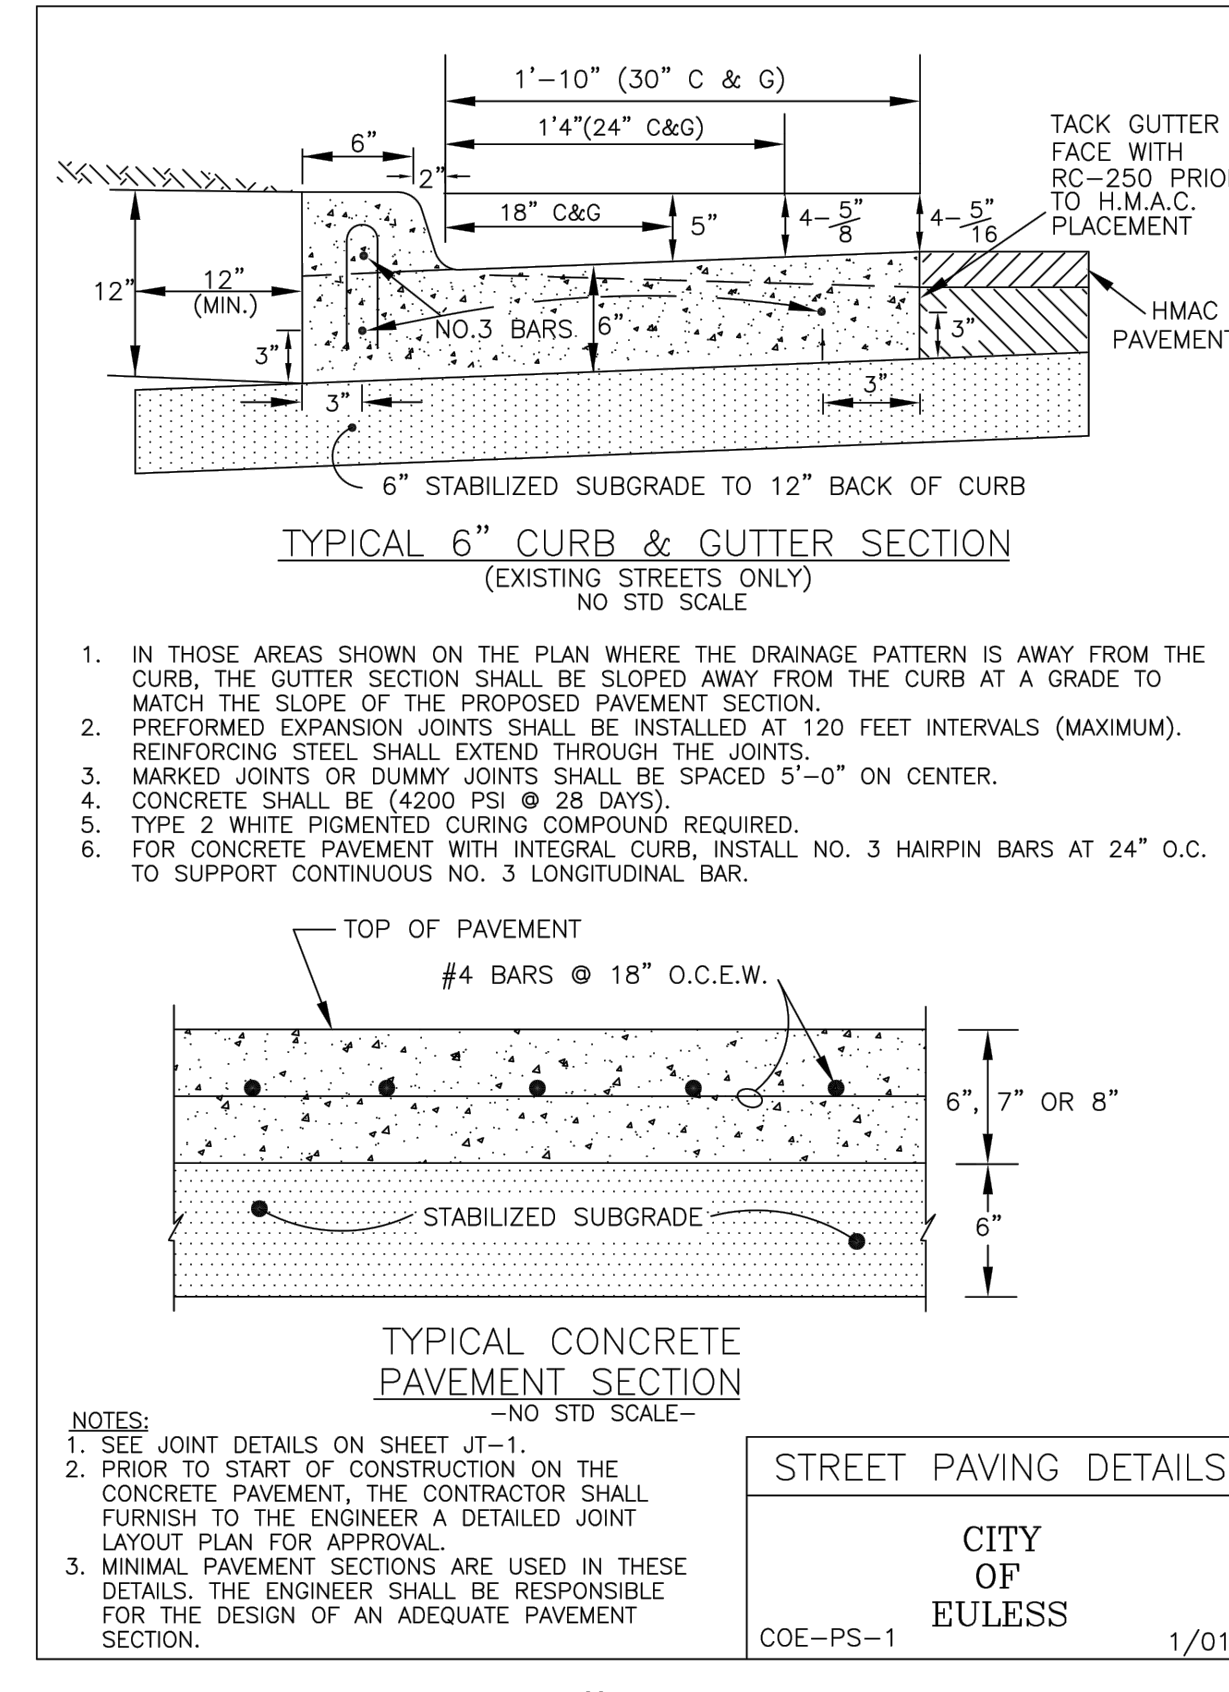 1'-10" (30" C & G)
1'4"(24" C&G)
6"
2"
18" C&G
5"
4-5/8"
4-5/16"
TACK GUTTER
FACE WITH
RC-250 PRIOR
TO H.M.A.C.
PLACEMENT
12"
12"
(MIN.)
NO.3 BARS
6"
3"
3"
3"
3"
HMAC
PAVEMENT
6" STABILIZED SUBGRADE TO 12" BACK OF CURB
TYPICAL 6" CURB & GUTTER SECTION
(EXISTING STREETS ONLY)
NO STD SCALE
1. IN THOSE AREAS SHOWN ON THE PLAN WHERE THE DRAINAGE PATTERN IS AWAY FROM THE
CURB, THE GUTTER SECTION SHALL BE SLOPED AWAY FROM THE CURB AT A GRADE TO
MATCH THE SLOPE OF THE PROPOSED PAVEMENT SECTION.
2. PREFORMED EXPANSION JOINTS SHALL BE INSTALLED AT 120 FEET INTERVALS (MAXIMUM).
REINFORCING STEEL SHALL EXTEND THROUGH THE JOINTS.
3. MARKED JOINTS OR DUMMY JOINTS SHALL BE SPACED 5'-0" ON CENTER.
4. CONCRETE SHALL BE (4200 PSI @ 28 DAYS).
5. TYPE 2 WHITE PIGMENTED CURING COMPOUND REQUIRED.
6. FOR CONCRETE PAVEMENT WITH INTEGRAL CURB, INSTALL NO. 3 HAIRPIN BARS AT 24" O.C.
TO SUPPORT CONTINUOUS NO. 3 LONGITUDINAL BAR.
TOP OF PAVEMENT
#4 BARS @ 18" O.C.E.W.
6", 7" OR 8"
STABILIZED SUBGRADE
6"
TYPICAL CONCRETE
PAVEMENT SECTION
-NO STD SCALE-
NOTES:
1. SEE JOINT DETAILS ON SHEET JT-1.
2. PRIOR TO START OF CONSTRUCTION ON THE
CONCRETE PAVEMENT, THE CONTRACTOR SHALL
FURNISH TO THE ENGINEER A DETAILED JOINT
LAYOUT PLAN FOR APPROVAL.
3. MINIMAL PAVEMENT SECTIONS ARE USED IN THESE
DETAILS. THE ENGINEER SHALL BE RESPONSIBLE
FOR THE DESIGN OF AN ADEQUATE PAVEMENT
SECTION.
STREET PAVING DETAILS
CITY
OF
EULESS
COE-PS-1
1/01